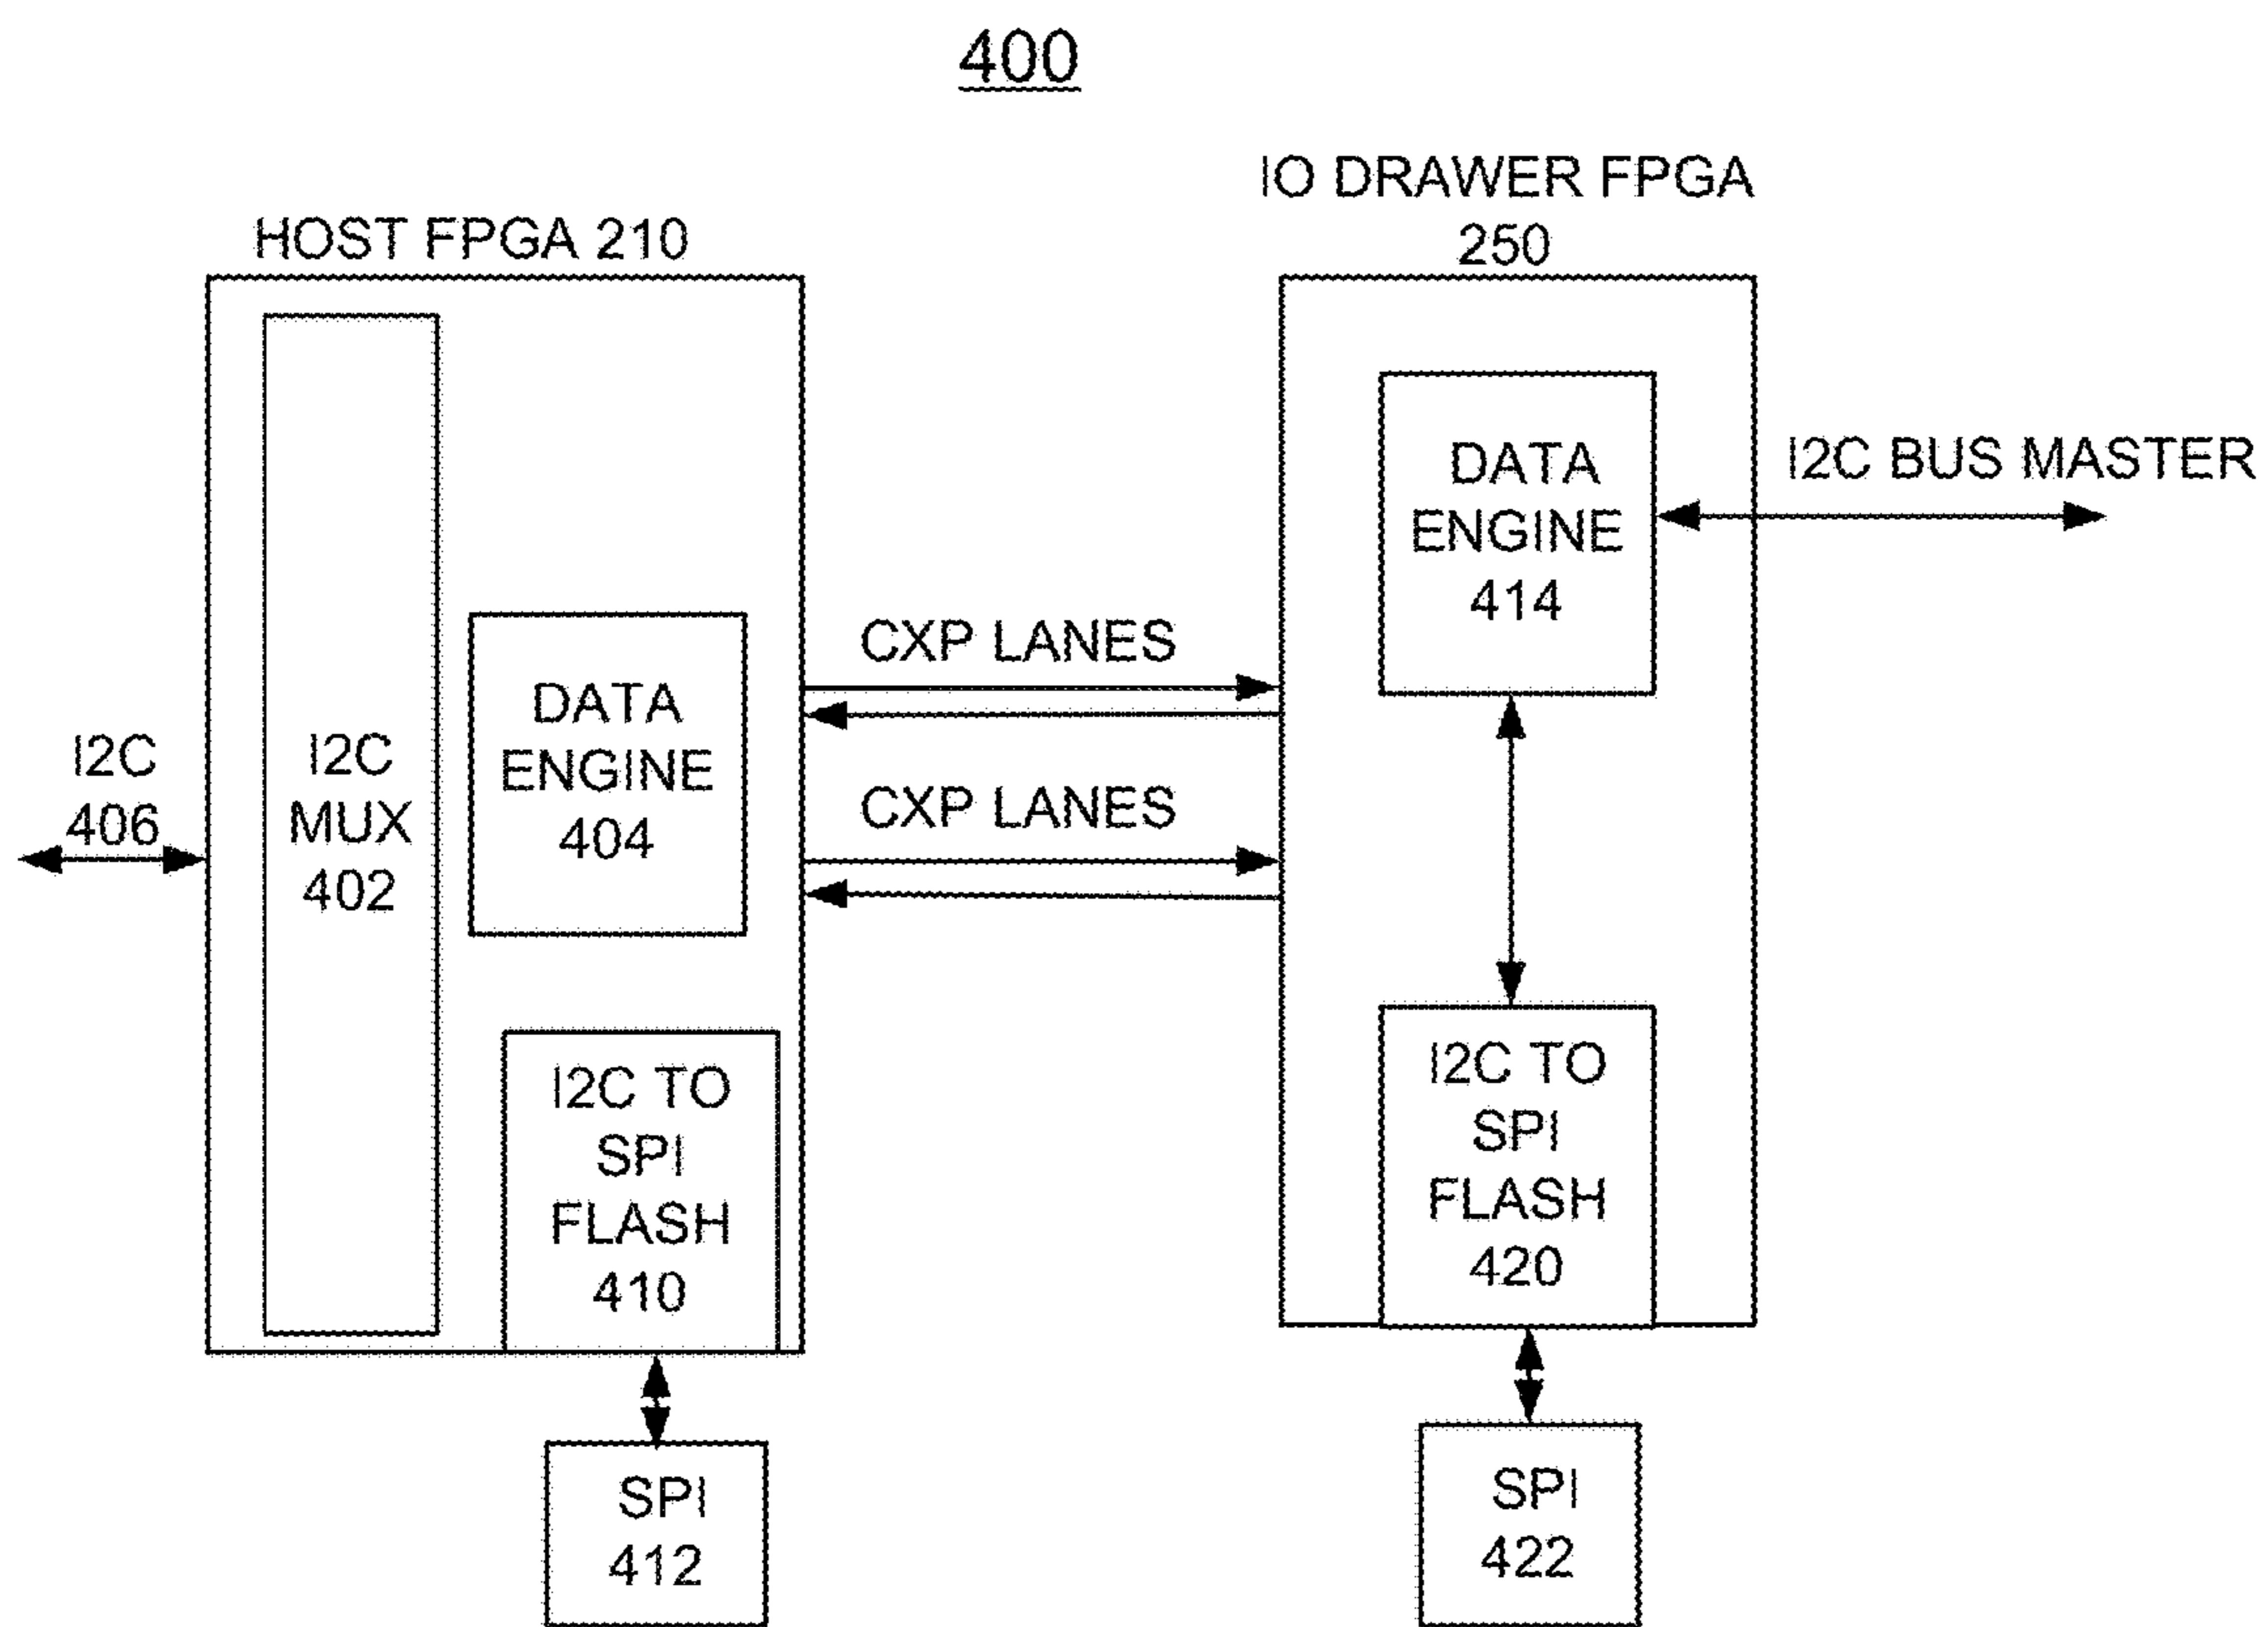 400
HOST FPGA 210
IO DRAWER FPGA
250
I2C
406
I2C
MUX
402
DATA
ENGINE
404
I2C TO
SPI
FLASH
410
SPI
412
CXP LANES
CXP LANES
DATA
ENGINE
414
I2C BUS MASTER
I2C TO
SPI
FLASH
420
SPI
422